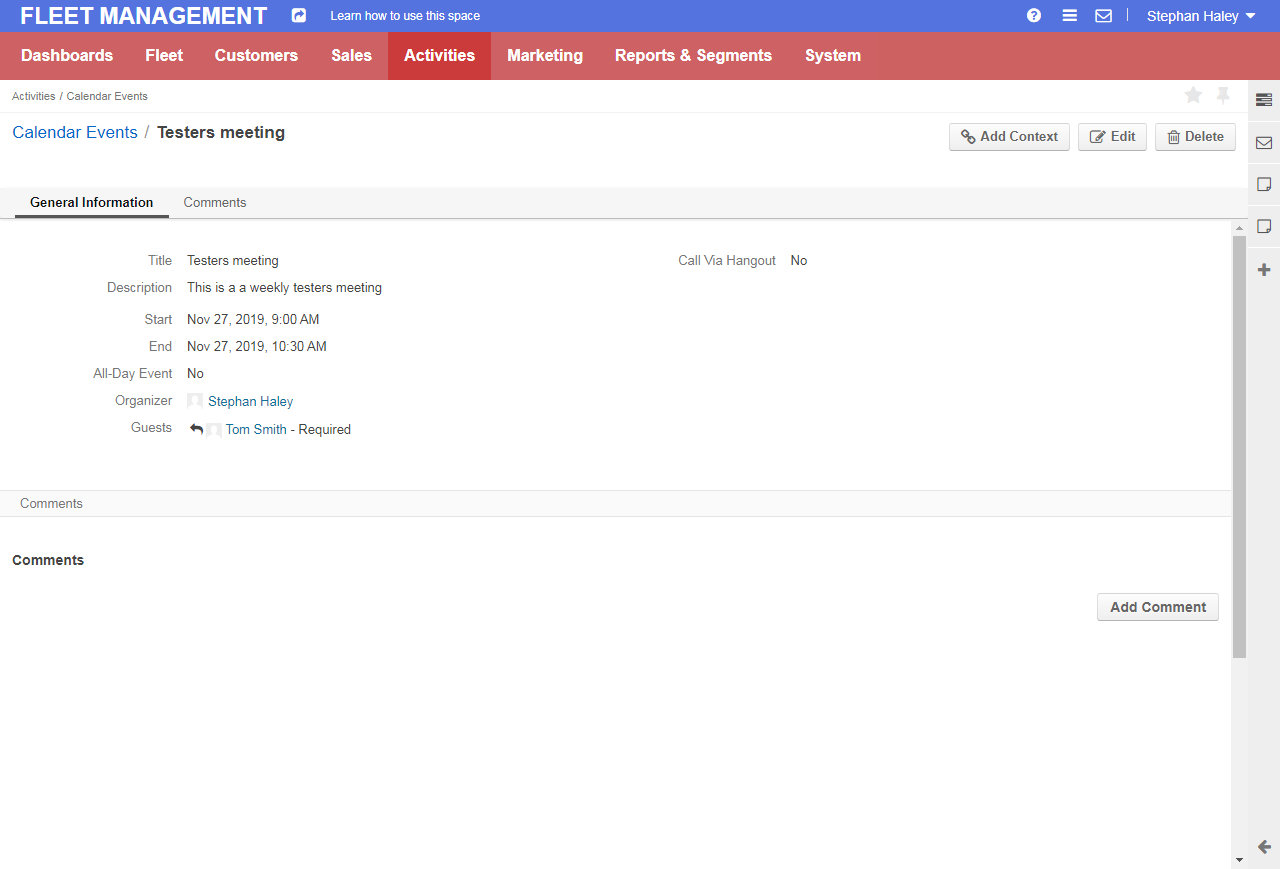 FLEET MANAGEMENT Learn how to use this space Stephan Haley
Dashboards Fleet Customers Sales Activities Marketing Reports & Segments System
Activities / Calendar Events
Calendar Events / Testers meeting
Add Context Edit Delete
General Information Comments
Title Testers meeting Call Via Hangout No
Description This is a a weekly testers meeting
Start Nov 27, 2019, 9:00 AM
End Nov 27, 2019, 10:30 AM
All-Day Event No
Organizer Stephan Haley
Guests Tom Smith - Required
Comments
Comments
Add Comment